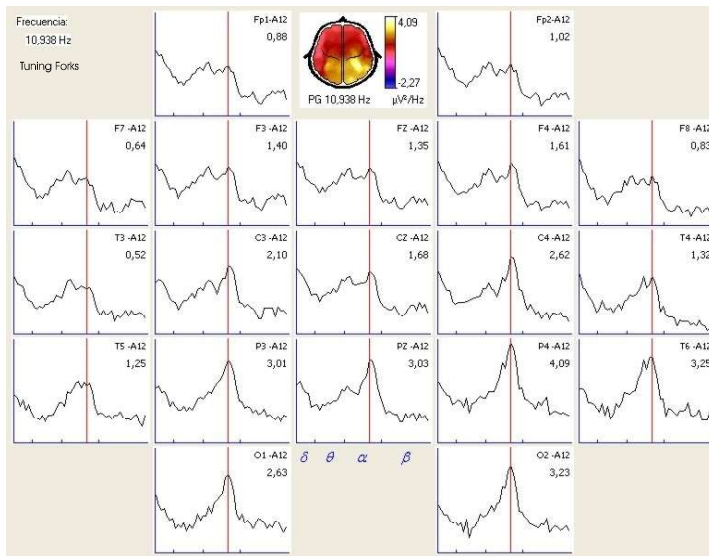 Frecuencia:
10,938 Hz
Tuning Forks
Fp1-A12
0,88
4,09
-2,27
PG 10,938 Hz
µV²/Hz
Fp2-A12
1,02
F7 -A12
0,64
F3 -A12
1,40
FZ -A12
1,35
F4 -A12
1,61
F8 -A12
0,83
T3 -A12
0,52
C3 -A12
2,10
CZ -A12
1,68
C4 -A12
2,62
T4 -A12
1,32
T5 -A12
1,25
P3 -A12
3,01
PZ -A12
3,03
P4 -A12
4,09
T6 -A12
3,25
O1 -A12
2,63
δ θ α β
O2 -A12
3,23